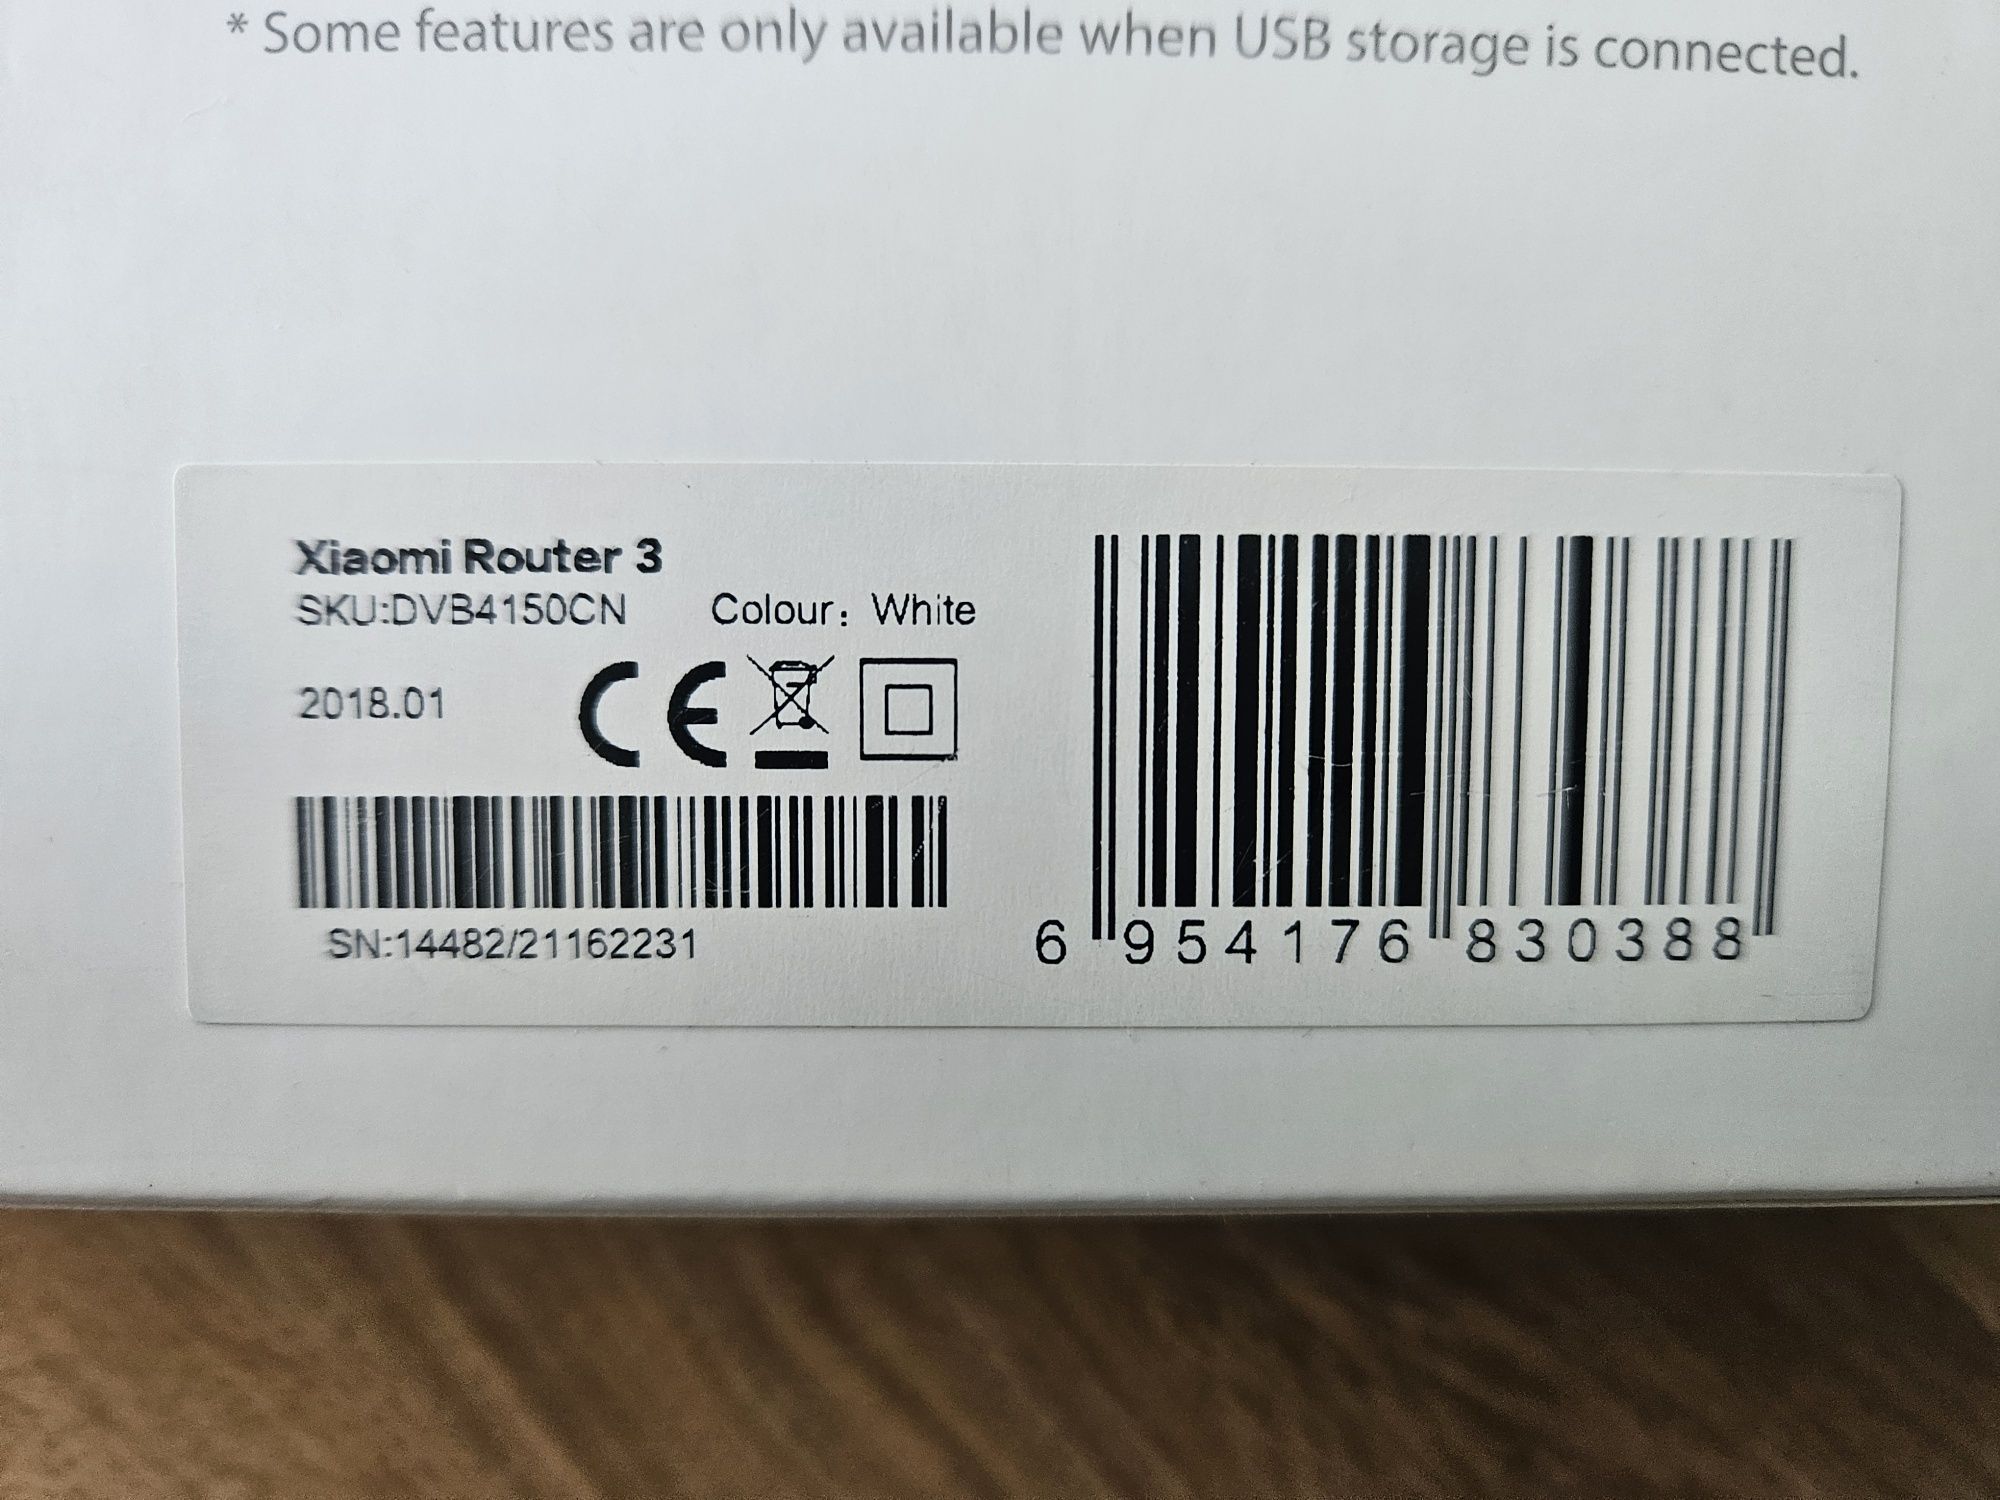 * Some features are only available when USB storage is connected.
Xiaomi Router 3
SKU:DVB4150CN Colour: White
2018.01 CE
SN:14482/21162231
6 954176 830388